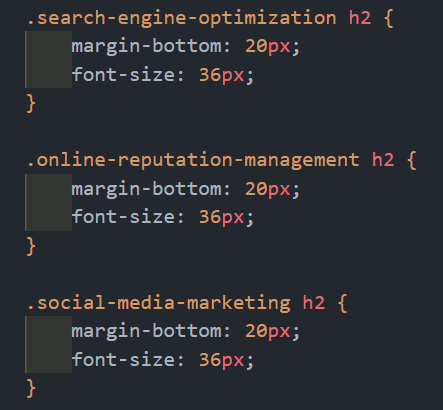 .search-engine-optimization h2 {
    margin-bottom: 20px;
    font-size: 36px;
}

.online-reputation-management h2 {
    margin-bottom: 20px;
    font-size: 36px;
}

.social-media-marketing h2 {
    margin-bottom: 20px;
    font-size: 36px;
}